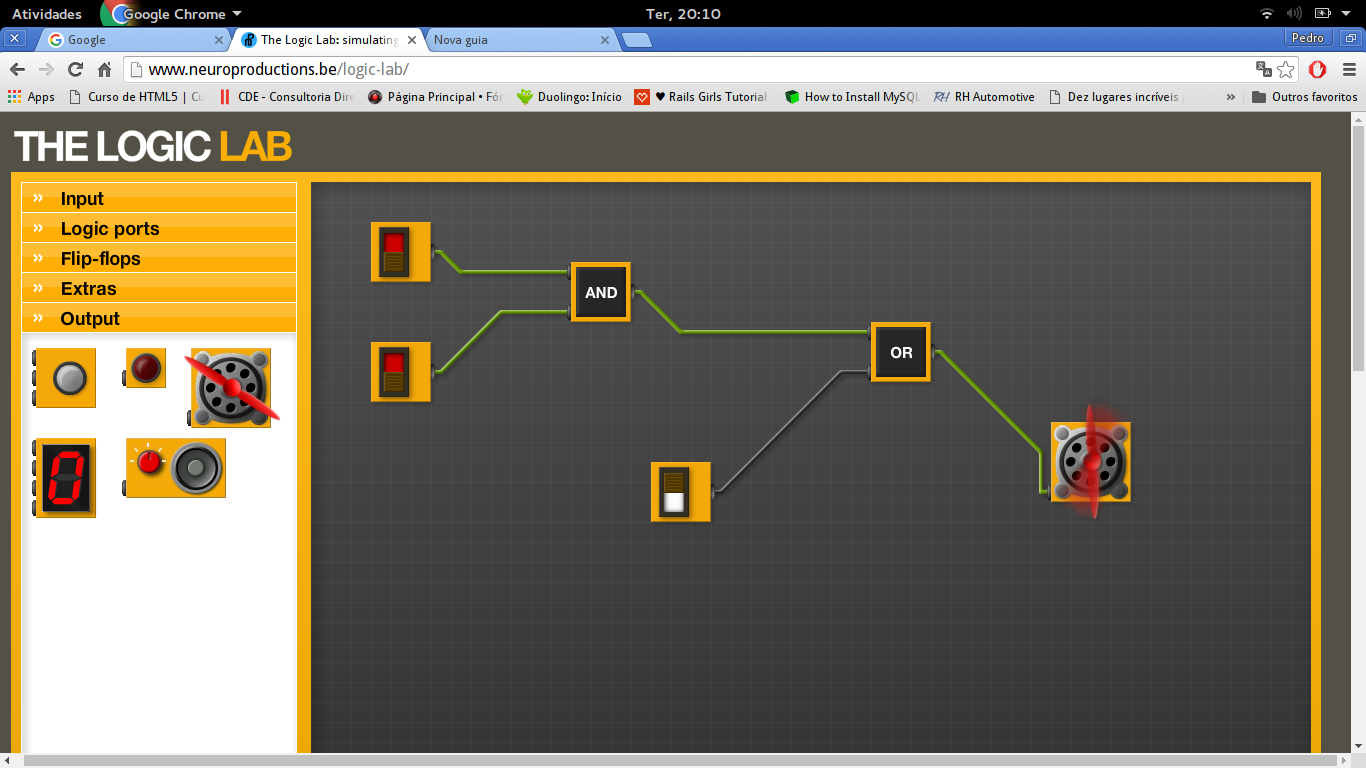 Atividades Google Chrome Ter, 20:10
Google The Logic Lab: simulating Nova guia Pedro
www.neuroproductions.be/logic-lab/
Apps Curso de HTML5 | Cu CDE - Consultoria Dire Página Principal • Fór Duolingo: Início ♥ Rails Girls Tutorial How to Install MySQL RH RH Automotive Dez lugares incríveis » Outros favoritos
THE LOGIC LAB
» Input
» Logic ports
» Flip-flops
» Extras
» Output
0
AND
OR